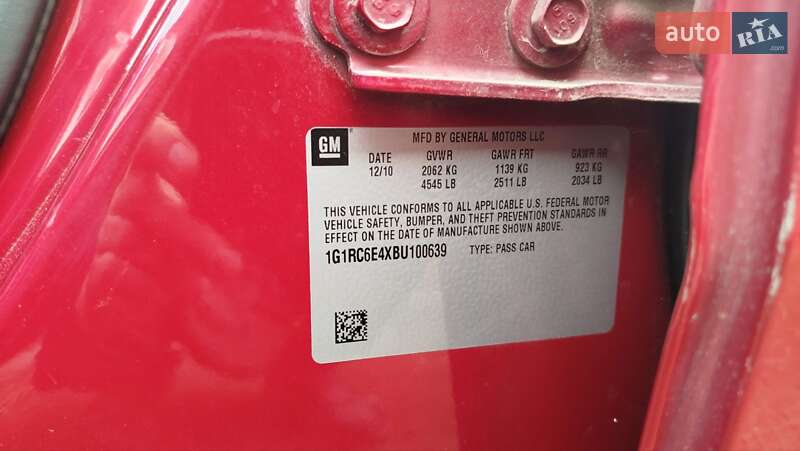 auto RIA .com
GM
MFD BY GENERAL MOTORS LLC
DATE GVWR GAWR FRT GAWR RR
12/10 2062 KG 1139 KG 923 KG
4545 LB 2511 LB 2034 LB
THIS VEHICLE CONFORMS TO ALL APPLICABLE U.S. FEDERAL MOTOR
VEHICLE SAFETY, BUMPER, AND THEFT PREVENTION STANDARDS IN
EFFECT ON THE DATE OF MANUFACTURE SHOWN ABOVE.
1G1RC6E4XBU100639 TYPE: PASS CAR